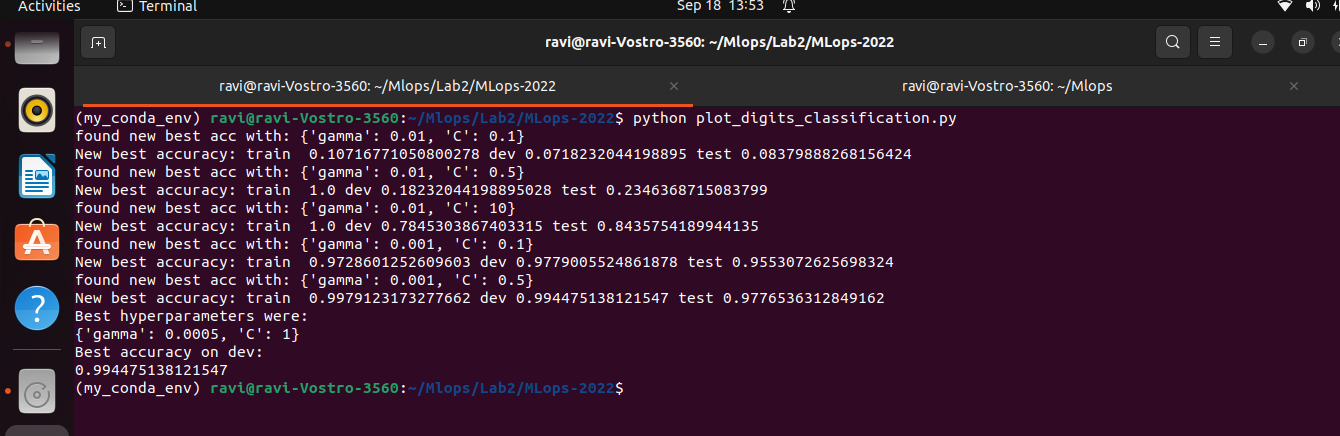 Activities Terminal Sep 18 13:53
ravi@ravi-Vostro-3560: ~/Mlops/Lab2/MLops-2022
ravi@ravi-Vostro-3560: ~/Mlops/Lab2/MLops-2022 × ravi@ravi-Vostro-3560: ~/Mlops ×
(my_conda_env) ravi@ravi-Vostro-3560:~/Mlops/Lab2/MLops-2022$ python plot_digits_classification.py
found new best acc with: {'gamma': 0.01, 'C': 0.1}
New best accuracy: train  0.10716771050800278 dev 0.0718232044198895 test 0.08379888268156424
found new best acc with: {'gamma': 0.01, 'C': 0.5}
New best accuracy: train  1.0 dev 0.18232044198895028 test 0.2346368715083799
found new best acc with: {'gamma': 0.01, 'C': 10}
New best accuracy: train  1.0 dev 0.7845303867403315 test 0.8435754189944135
found new best acc with: {'gamma': 0.001, 'C': 0.1}
New best accuracy: train  0.9728601252609603 dev 0.9779005524861878 test 0.9553072625698324
found new best acc with: {'gamma': 0.001, 'C': 0.5}
New best accuracy: train  0.9979123173277662 dev 0.994475138121547 test 0.9776536312849162
Best hyperparameters were:
{'gamma': 0.0005, 'C': 1}
Best accuracy on dev:
0.994475138121547
(my_conda_env) ravi@ravi-Vostro-3560:~/Mlops/Lab2/MLops-2022$